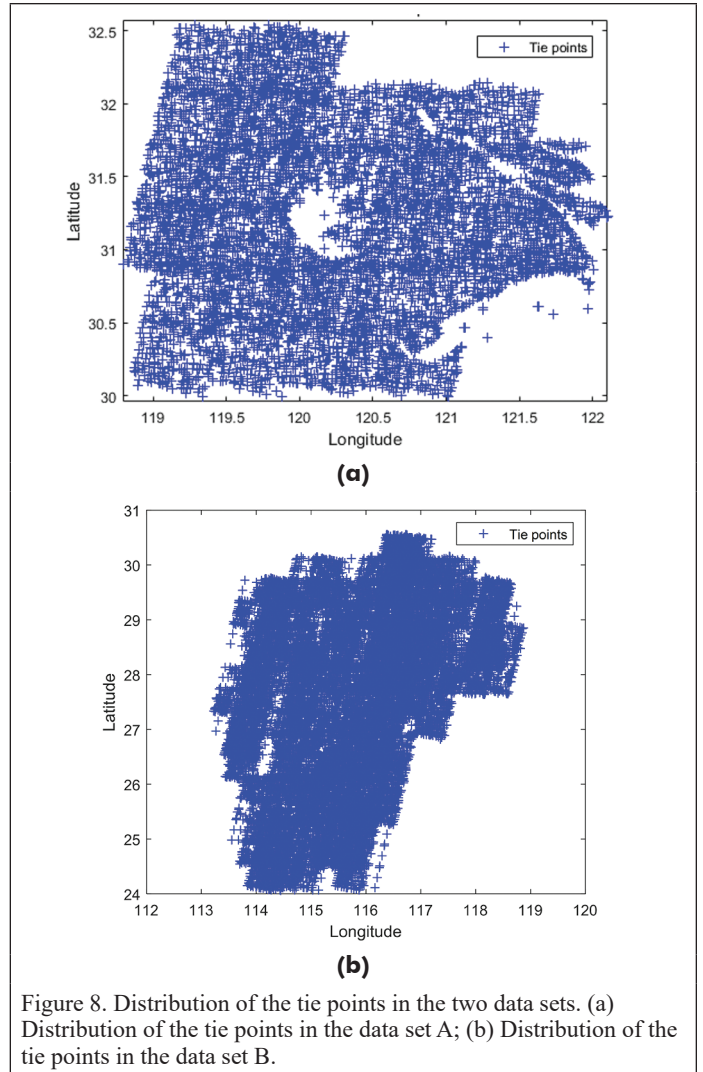 32.5
32
31.5
31
30.5
30
Latitude
+ Tie points
119
119.5
120
120.5
121
121.5
122
Longitude
(a)
31
30
29
28
27
26
25
24
Latitude
+ Tie points
112
113
114
115
116
117
118
119
120
Longitude
(b)
Figure 8. Distribution of the tie points in the two data sets. (a)
Distribution of the tie points in the data set A; (b) Distribution of the
tie points in the data set B.